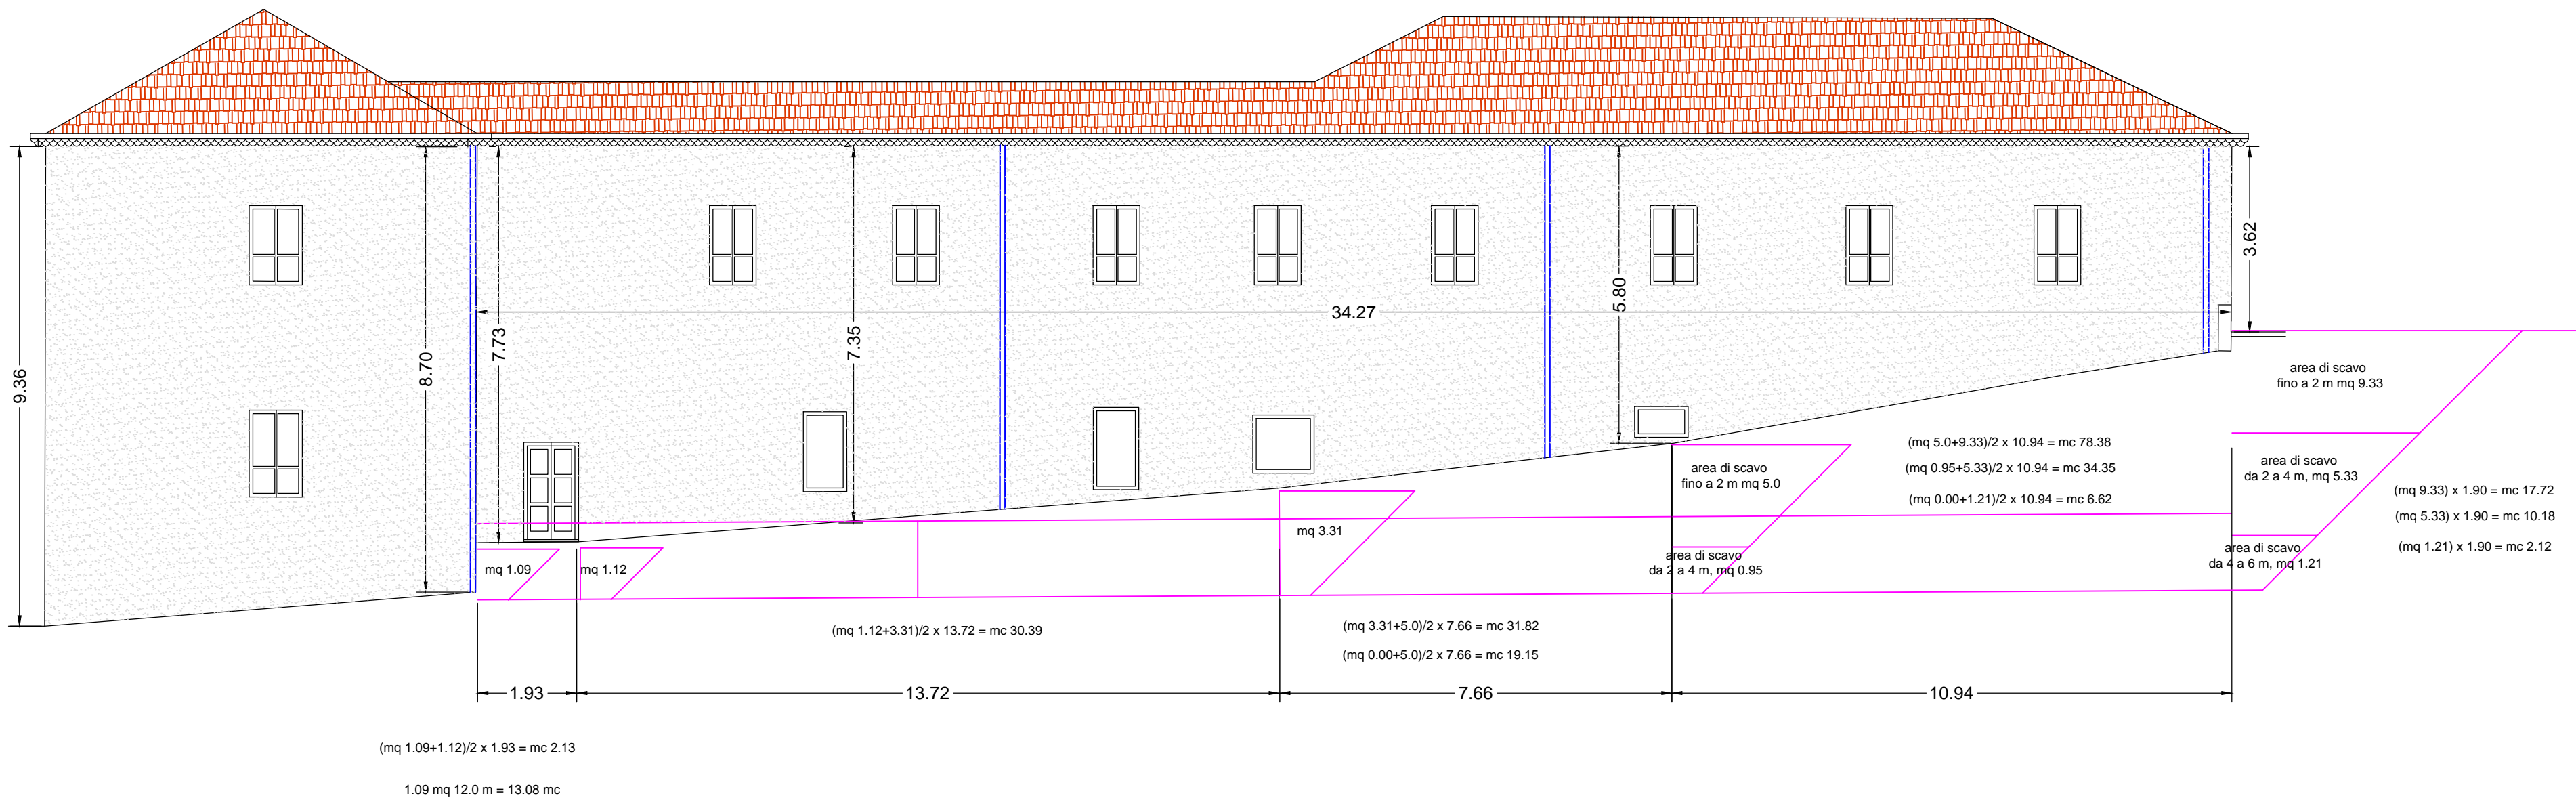 9.36
8.70
7.73
7.35
34.27
5.80
3.62
area di scavo
fino a 2 m mq 9.33
area di scavo
da 2 a 4 m, mq 5.33
area di scavo
da 4 a 6 m, mq 1.21
(mq 9.33) x 1.90 = mc 17.72
(mq 5.33) x 1.90 = mc 10.18
(mq 1.21) x 1.90 = mc 2.12
(mq 5.0+9.33)/2 x 10.94 = mc 78.38
(mq 0.95+5.33)/2 x 10.94 = mc 34.35
(mq 0.00+1.21)/2 x 10.94 = mc 6.62
area di scavo
fino a 2 m mq 5.0
area di scavo
da 2 a 4 m, mq 0.95
mq 3.31
mq 1.09
mq 1.12
(mq 1.12+3.31)/2 x 13.72 = mc 30.39
(mq 3.31+5.0)/2 x 7.66 = mc 31.82
(mq 0.00+5.0)/2 x 7.66 = mc 19.15
1.93
13.72
7.66
10.94
(mq 1.09+1.12)/2 x 1.93 = mc 2.13
1.09 mq 12.0 m = 13.08 mc